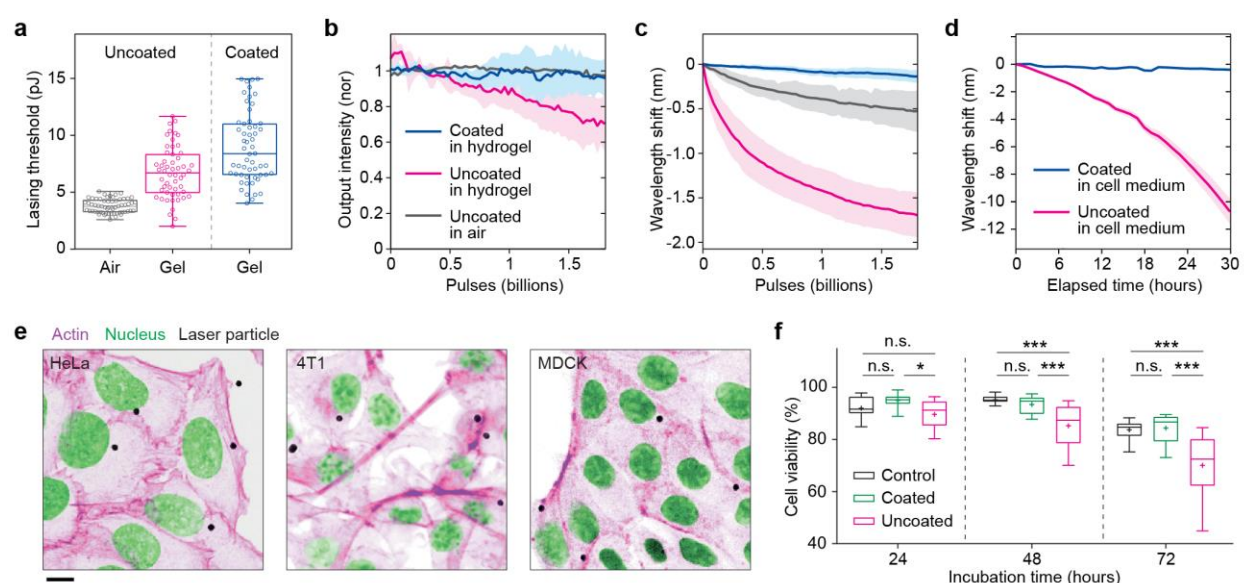 a
Uncoated
Coated
Lasing threshold (pJ)
15
10
5
0
Air
Gel
Gel
b
Output intensity (nor)
1.2
1
0.8
0.6
0.4
0.2
0
Coated
in hydrogel
Uncoated
in hydrogel
Uncoated
in air
0
0.5
1
1.5
Pulses (billions)
c
Wavelength shift (nm)
0
-0.5
-1.0
-1.5
-2.0
0
0.5
1
1.5
Pulses (billions)
d
Wavelength shift (nm)
0
-2
-4
-6
-8
-10
-12
Coated
in cell medium
Uncoated
in cell medium
0
6
12
18
24
30
Elapsed time (hours)
e
Actin Nucleus Laser particle
HeLa
4T1
MDCK
f
n.s.
n.s.
*
***
n.s.
***
***
n.s.
***
Cell viability (%)
100
80
60
40
Control
Coated
Uncoated
24
48
72
Incubation time (hours)